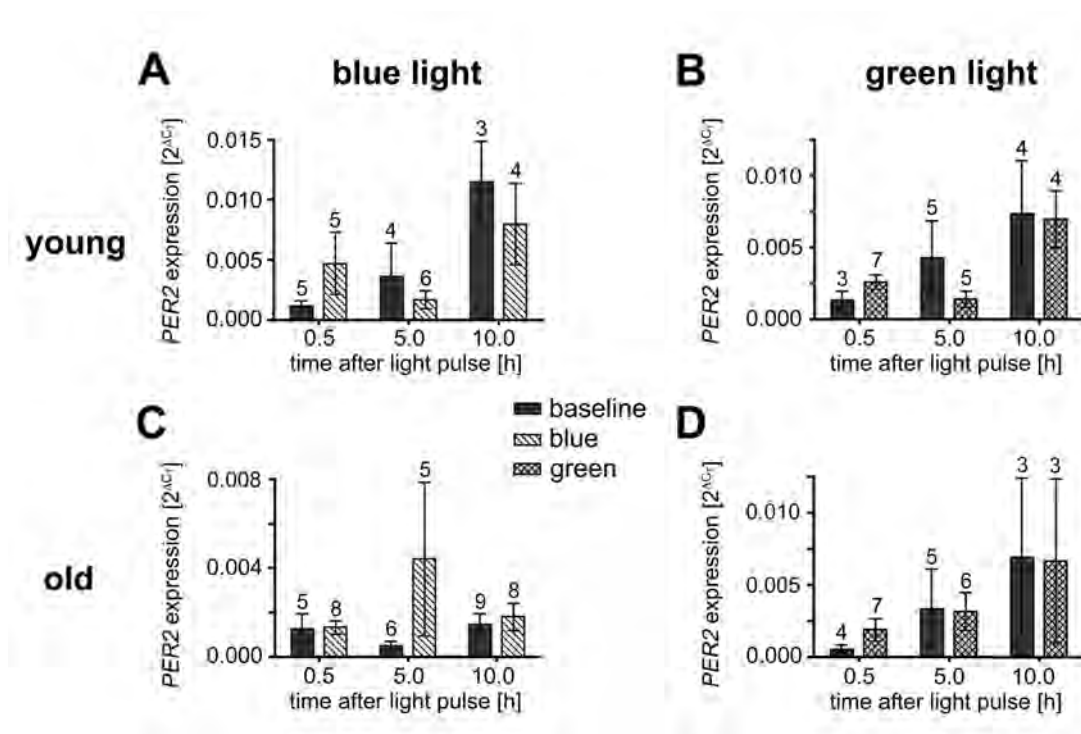 A
blue light
B
green light
young
PER2 expression [2^ΔCT]
0.015
0.010
0.005
0.000
5
5
4
6
3
4
0.5
5.0
10.0
time after light pulse [h]
PER2 expression [2^ΔCT]
0.010
0.005
0.000
3
7
5
5
4
4
0.5
5.0
10.0
time after light pulse [h]
old
C
PER2 expression [2^ΔCT]
0.008
0.004
0.000
5
8
6
5
9
8
0.5
5.0
10.0
time after light pulse [h]
baseline
blue
green
D
PER2 expression [2^ΔCT]
0.010
0.005
0.000
4
7
5
6
3
3
0.5
5.0
10.0
time after light pulse [h]